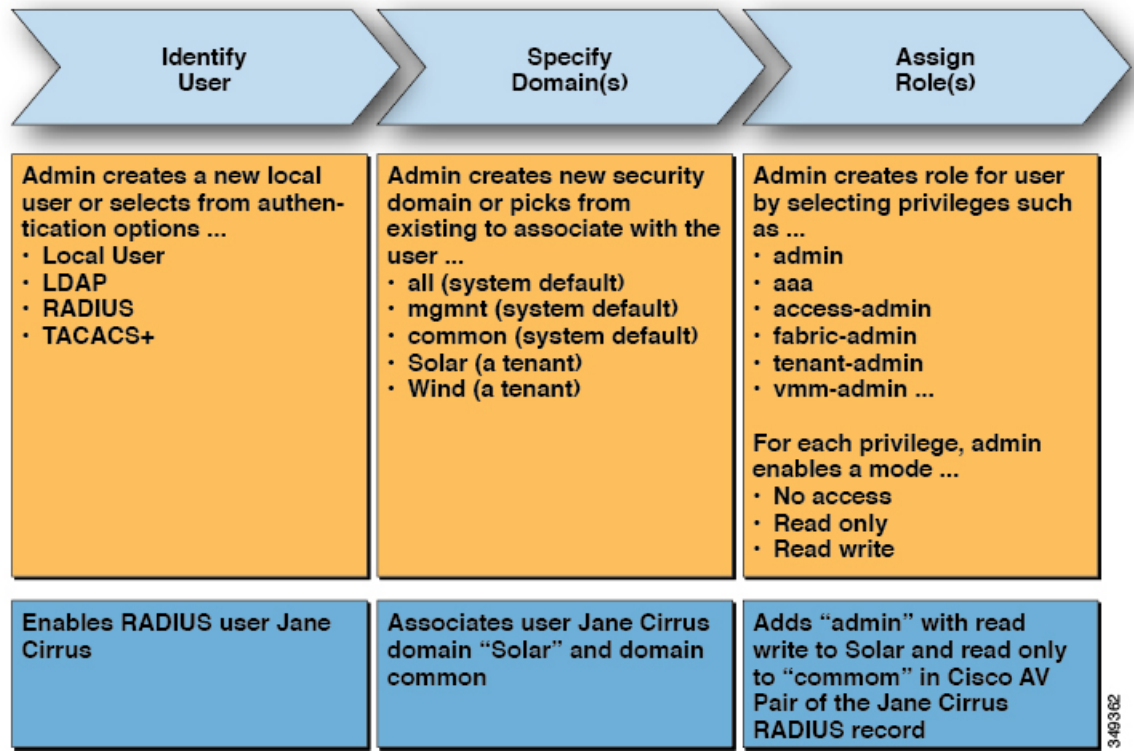 Identify
User
Specify
Domain(s)
Assign
Role(s)
Admin creates a new local
user or selects from authen-
tication options ...
• Local User
• LDAP
• RADIUS
• TACACS+
Admin creates new security
domain or picks from
existing to associate with the
user ...
• all (system default)
• mgmnt (system default)
• common (system default)
• Solar (a tenant)
• Wind (a tenant)
Admin creates role for user
by selecting privileges such
as ...
• admin
• aaa
• access-admin
• fabric-admin
• tenant-admin
• vmm-admin ...
For each privilege, admin
enables a mode ...
• No access
• Read only
• Read write
Enables RADIUS user Jane
Cirrus
Associates user Jane Cirrus
domain “Solar” and domain
common
Adds “admin” with read
write to Solar and read only
to “commom” in Cisco AV
Pair of the Jane Cirrus
RADIUS record
349362